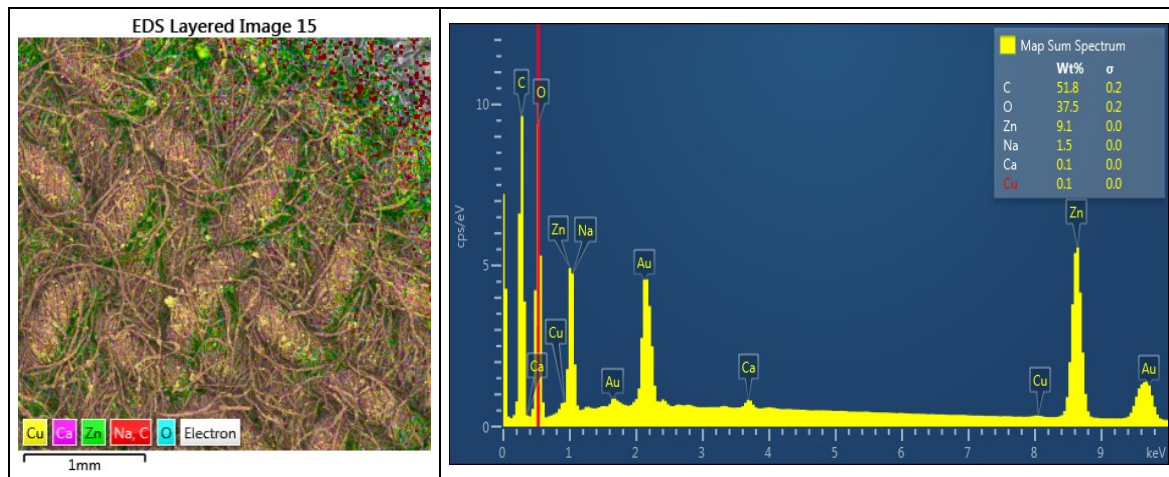 EDS Layered Image 15
Cu Ca Zn Na, C O Electron
1mm
Map Sum Spectrum
Wt% σ
C 51.8 0.2
O 37.5 0.2
Zn 9.1 0.0
Na 1.5 0.0
Ca 0.1 0.0
Cu 0.1 0.0
cps/eV
10
5
0
C
O
Zn
Na
Cu
Ca
Au
Au
Ca
Cu
Zn
Au
0 1 2 3 4 5 6 7 8 9 keV